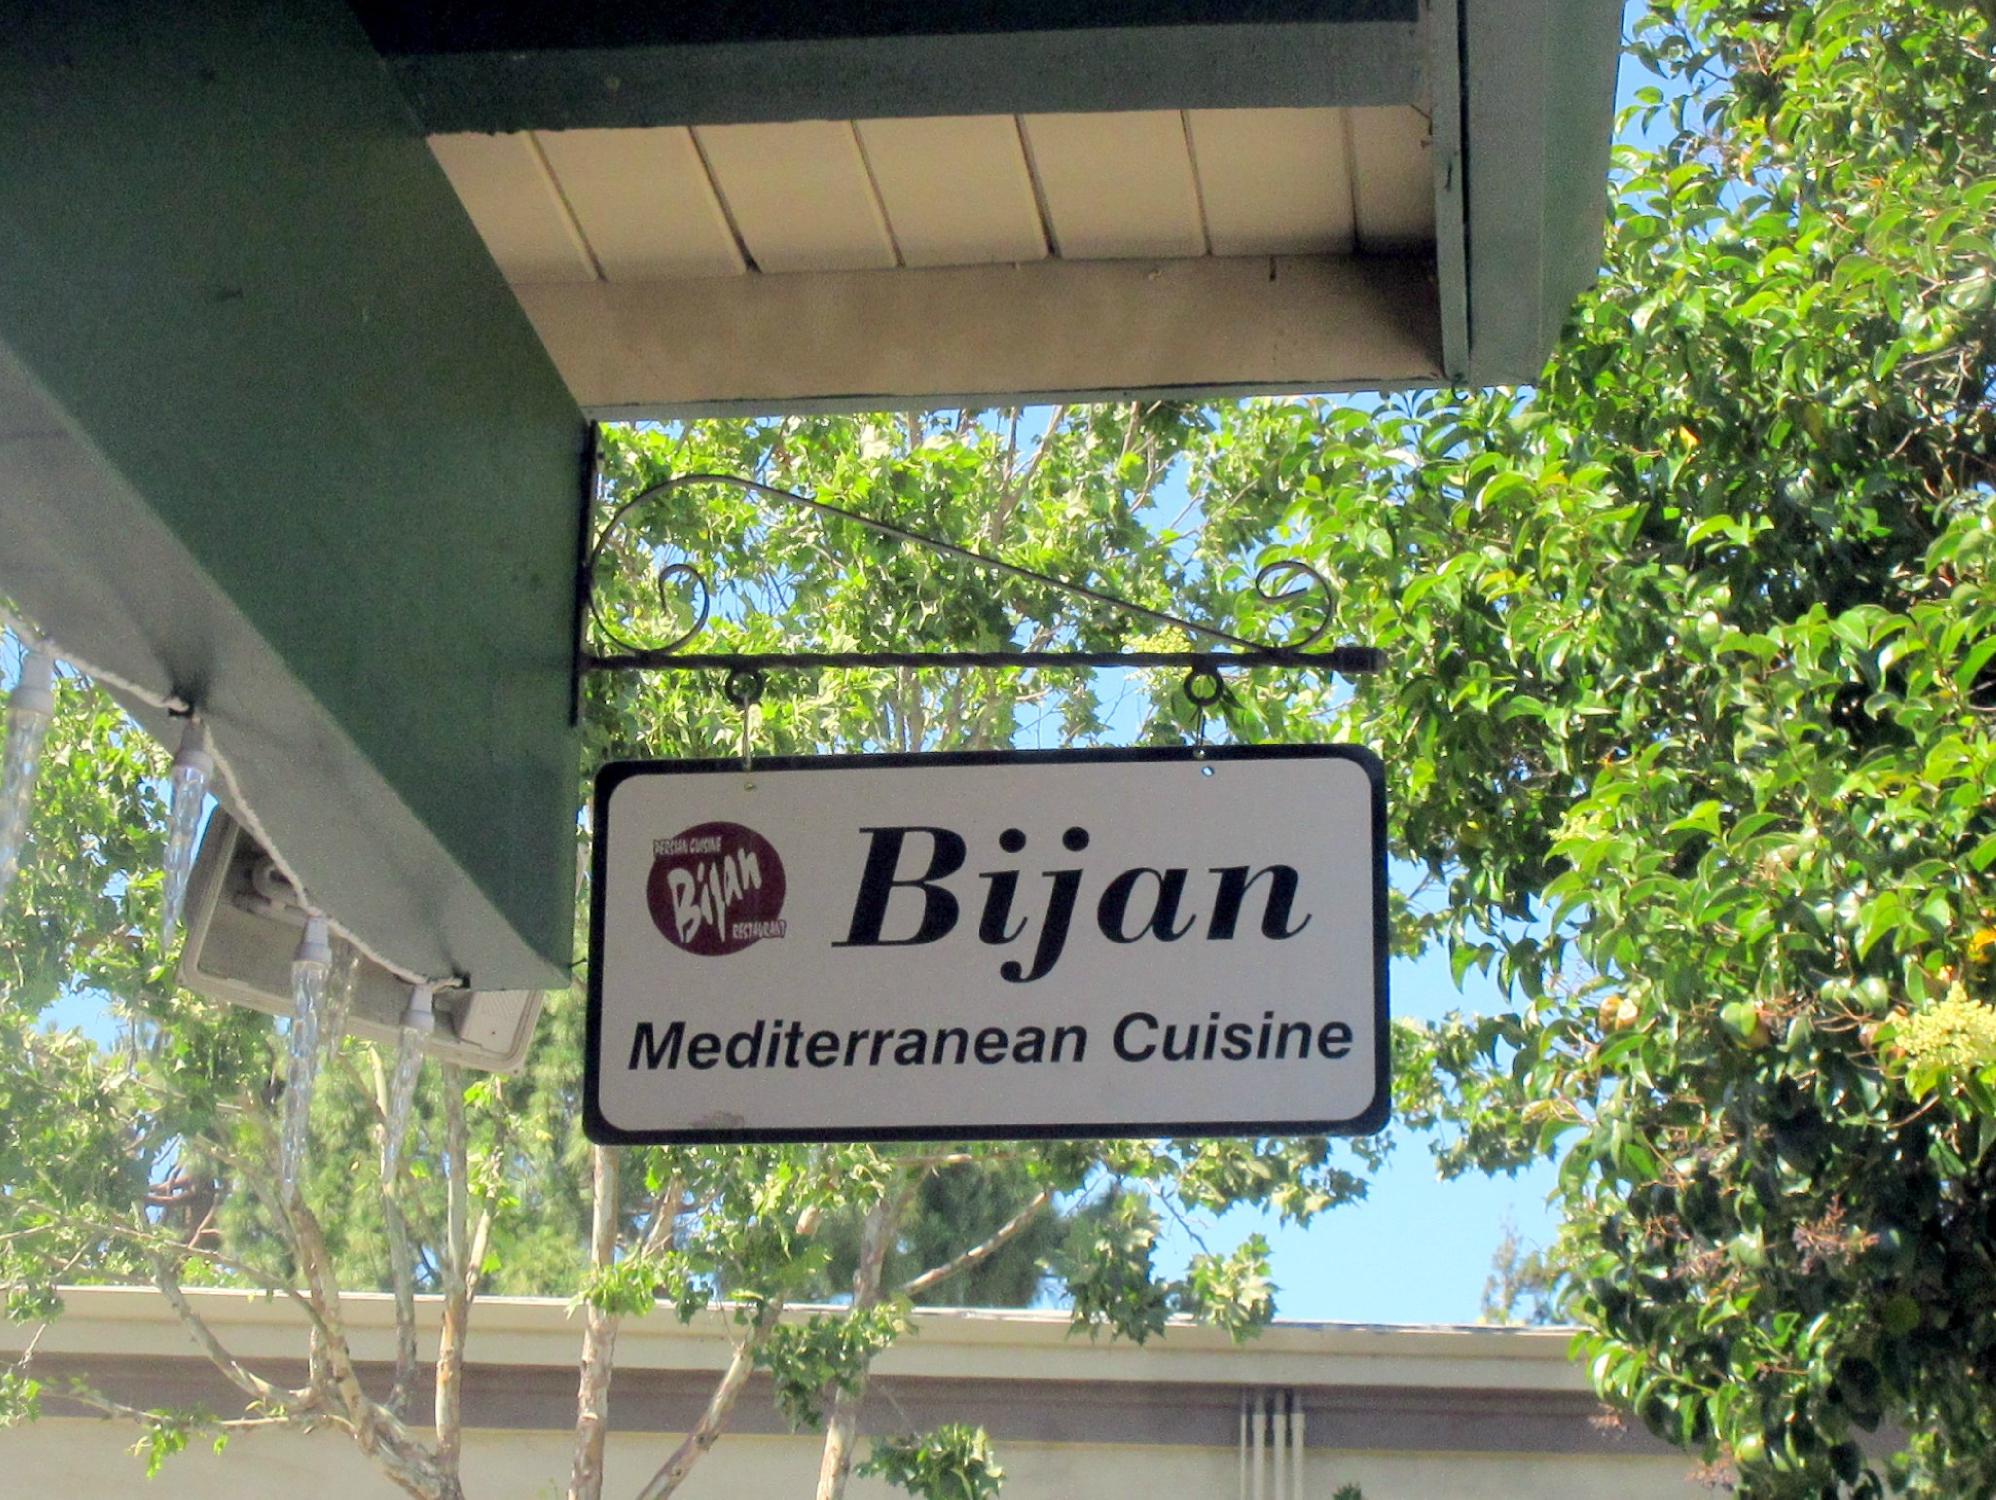 PERSIAN CUISINE
Bijan
RESTAURANT
Bijan
Mediterranean Cuisine